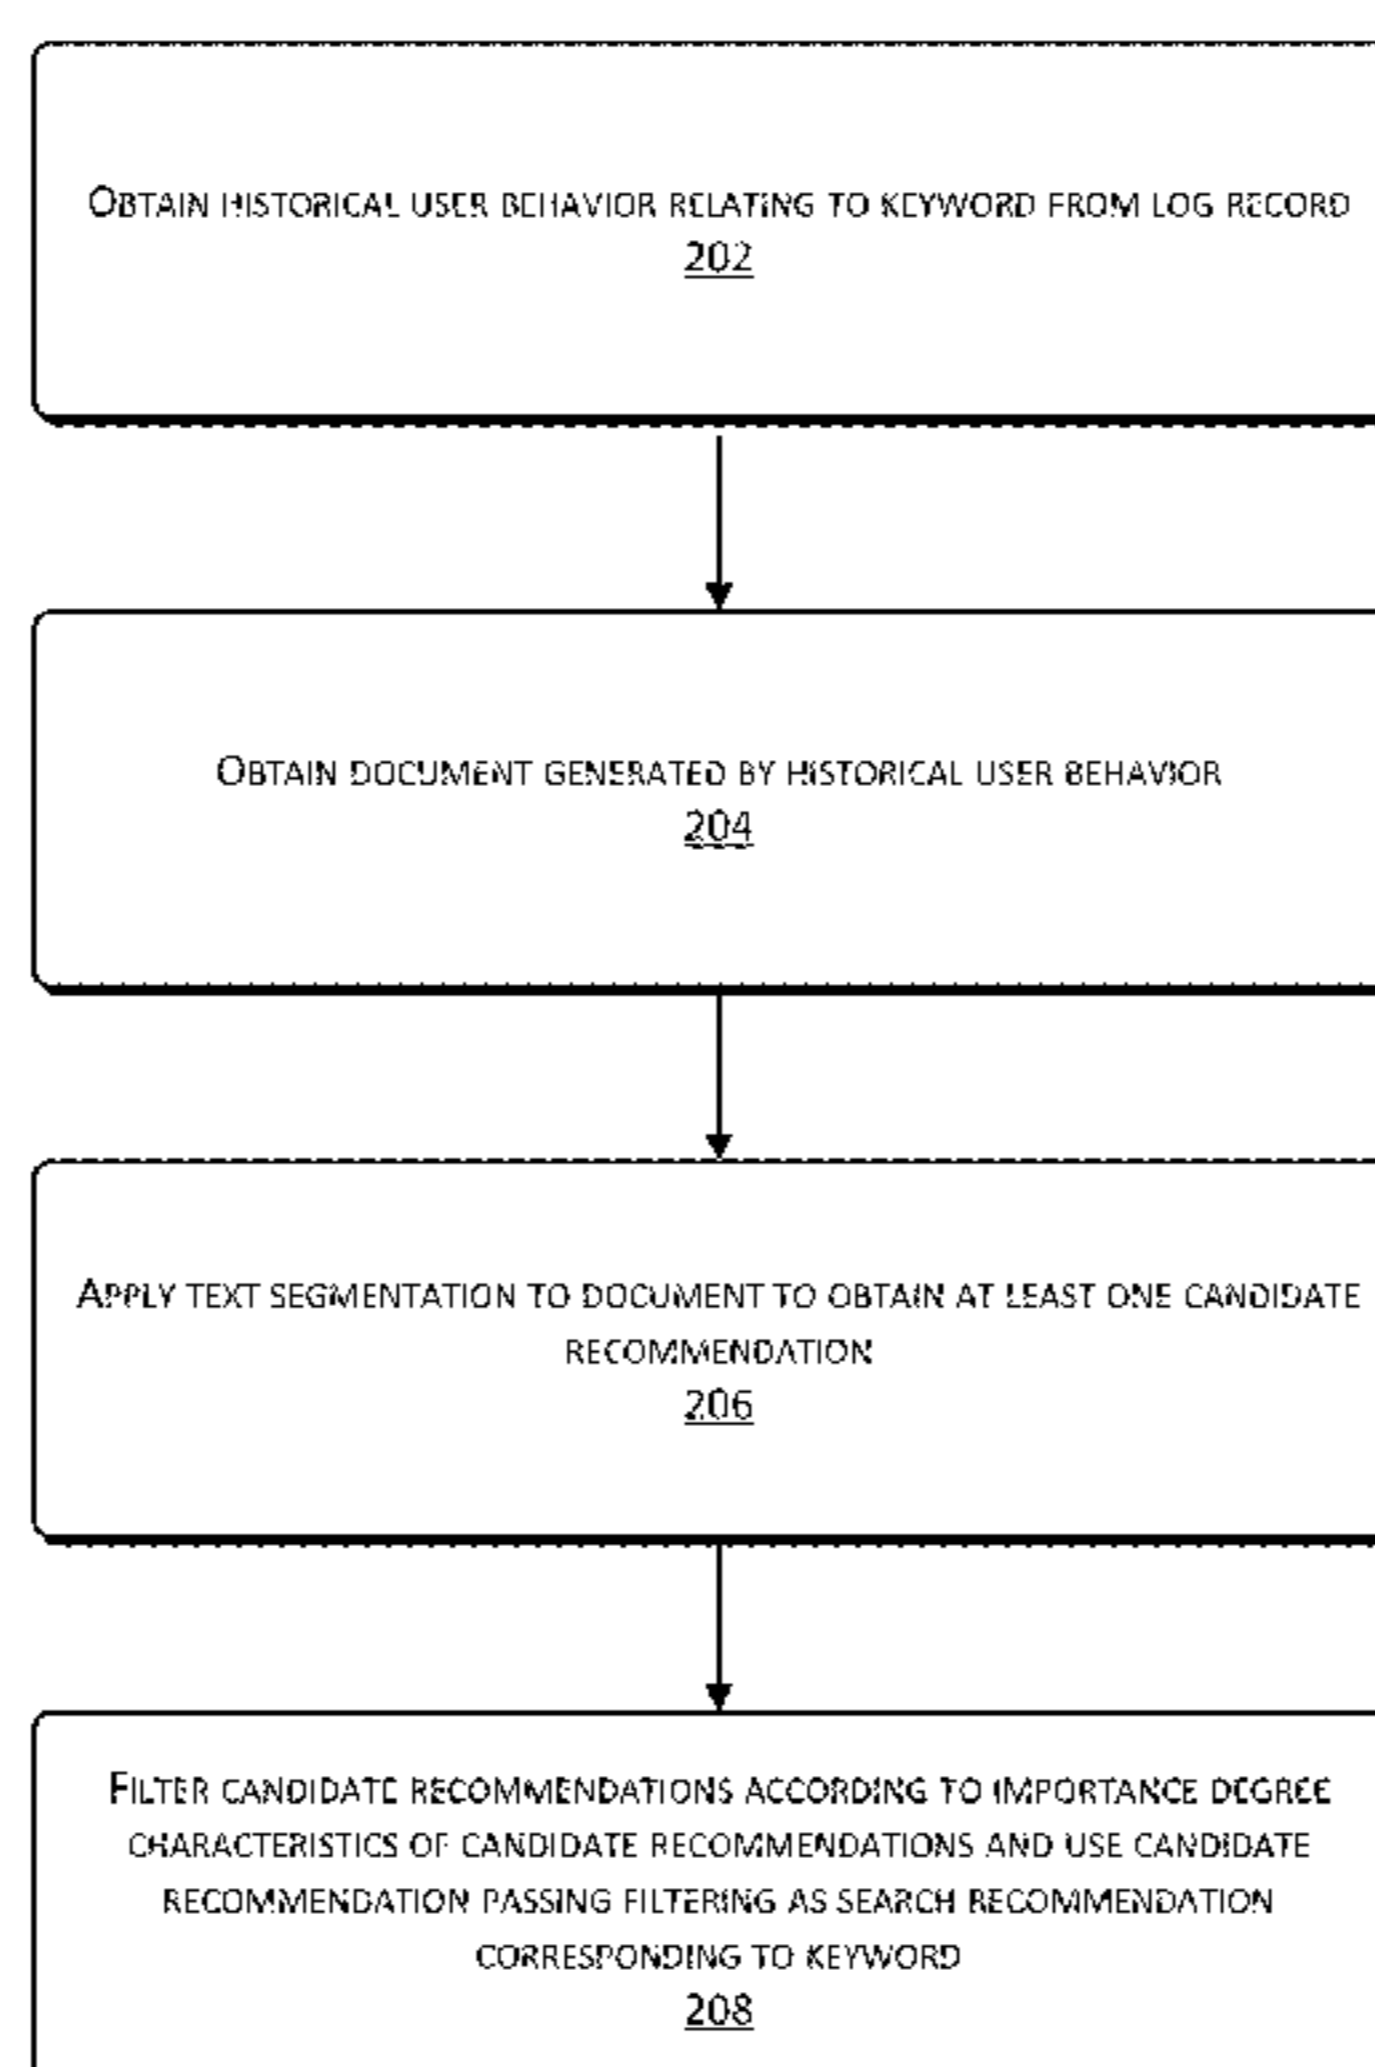 OBTAIN HISTORICAL USER BEHAVIOR RELATING TO KEYWORD FROM LOG RECORD
202
OBTAIN DOCUMENT GENERATED BY HISTORICAL USER BEHAVIOR
204
APPLY TEXT SEGMENTATION TO DOCUMENT TO OBTAIN AT LEAST ONE CANDIDATE
RECOMMENDATION
206
FILTER CANDIDATE RECOMMENDATIONS ACCORDING TO IMPORTANCE DEGREE
CHARACTERISTICS OF CANDIDATE RECOMMENDATIONS AND USE CANDIDATE
RECOMMENDATION PASSING FILTERING AS SEARCH RECOMMENDATION
CORRESPONDING TO KEYWORD
208